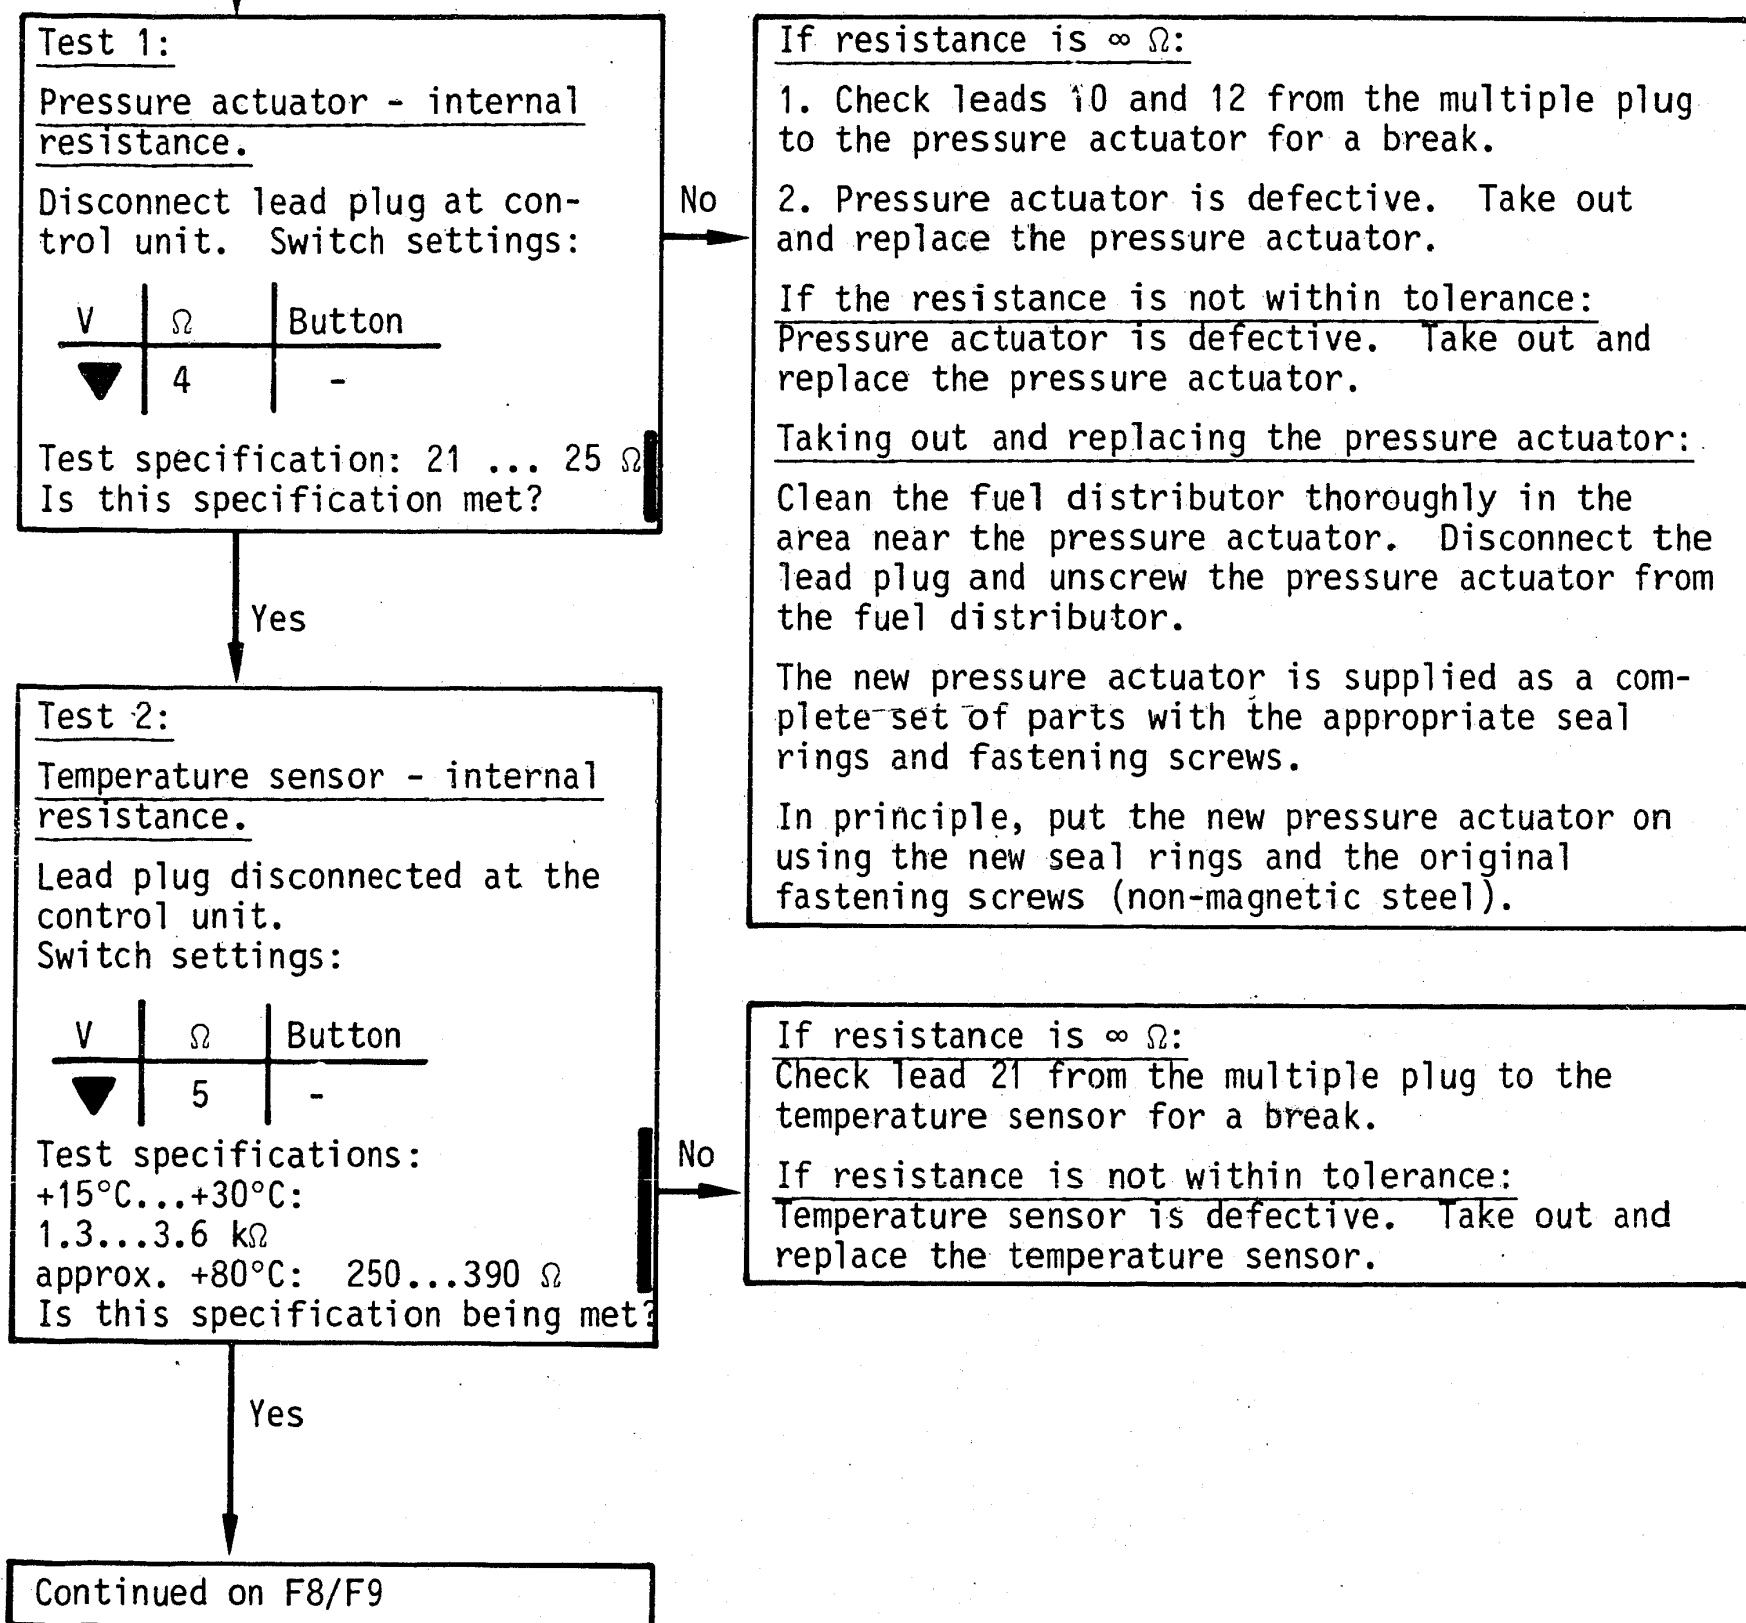 Test 1:
Pressure actuator - internal
resistance.
Disconnect lead plug at con-
trol unit. Switch settings:
V Ω Button
▼ 4 -
Test specification: 21 ... 25 Ω
Is this specification met?
No
If resistance is ∞ Ω:
1. Check leads 10 and 12 from the multiple plug
to the pressure actuator for a break.
2. Pressure actuator is defective. Take out
and replace the pressure actuator.
If the resistance is not within tolerance:
Pressure actuator is defective. Take out and
replace the pressure actuator.
Taking out and replacing the pressure actuator:
Clean the fuel distributor thoroughly in the
area near the pressure actuator. Disconnect the
lead plug and unscrew the pressure actuator from
the fuel distributor.
The new pressure actuator is supplied as a com-
plete set of parts with the appropriate seal
rings and fastening screws.
In principle, put the new pressure actuator on
using the new seal rings and the original
fastening screws (non-magnetic steel).
Yes
Test 2:
Temperature sensor - internal
resistance.
Lead plug disconnected at the
control unit.
Switch settings:
V Ω Button
▼ 5 -
Test specifications:
+15°C...+30°C:
1.3...3.6 kΩ
approx. +80°C: 250...390 Ω
Is this specification being met?
No
If resistance is ∞ Ω:
Check lead 21 from the multiple plug to the
temperature sensor for a break.
If resistance is not within tolerance:
Temperature sensor is defective. Take out and
replace the temperature sensor.
Yes
Continued on F8/F9